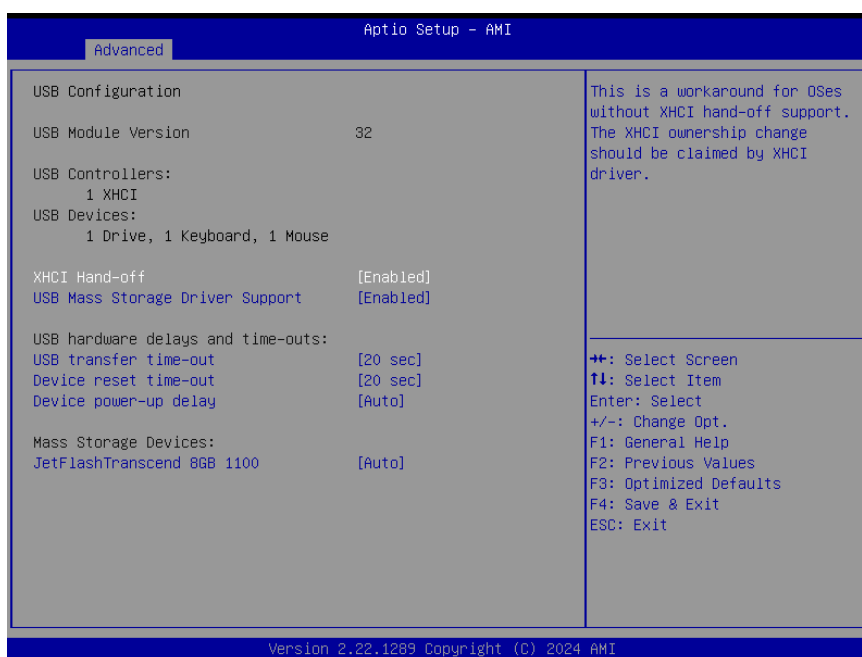 Aptio Setup - AMI
Advanced
USB Configuration
USB Module Version 32
USB Controllers:
1 XHCI
USB Devices:
1 Drive, 1 Keyboard, 1 Mouse
XHCI Hand-off [Enabled]
USB Mass Storage Driver Support [Enabled]
USB hardware delays and time-outs:
USB transfer time-out [20 sec]
Device reset time-out [20 sec]
Device power-up delay [Auto]
Mass Storage Devices:
JetFlashTranscend 8GB 1100 [Auto]
This is a workaround for OSes
without XHCI hand-off support.
The XHCI ownership change
should be claimed by XHCI
driver.
→←: Select Screen
↑↓: Select Item
Enter: Select
+/-: Change Opt.
F1: General Help
F2: Previous Values
F3: Optimized Defaults
F4: Save & Exit
ESC: Exit
Version 2.22.1289 Copyright (C) 2024 AMI